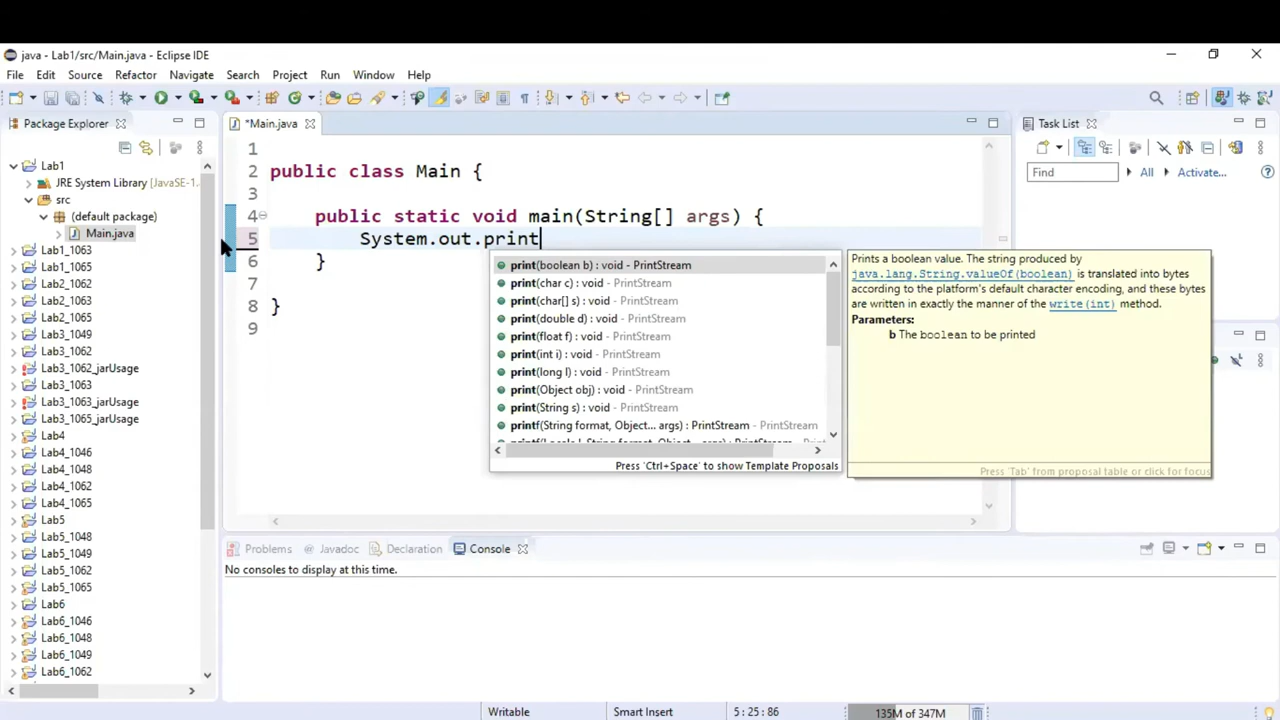 java - Lab1/src/Main.java - Eclipse IDE
File Edit Source Refactor Navigate Search Project Run Window Help
Package Explorer
*Main.java
Task List
Lab1
JRE System Library [JavaSE-1.
src
(default package)
Main.java
Lab1_1063
Lab1_1065
Lab2_1062
Lab2_1063
Lab2_1065
Lab3_1049
Lab3_1062
Lab3_1062_jarUsage
Lab3_1063
Lab3_1063_jarUsage
Lab3_1065_jarUsage
Lab4
Lab4_1046
Lab4_1048
Lab4_1062
Lab4_1065
Lab5
Lab5_1048
Lab5_1049
Lab5_1062
Lab5_1065
Lab6
Lab6_1046
Lab6_1048
Lab6_1049
Lab6_1062
1
2 public class Main {
3
4 public static void main(String[] args) {
5 System.out.print
6 }
7
8 }
9
print(boolean b) : void - PrintStream
print(char c) : void - PrintStream
print(char[] s) : void - PrintStream
print(double d) : void - PrintStream
print(float f) : void - PrintStream
print(int i) : void - PrintStream
print(long l) : void - PrintStream
print(Object obj) : void - PrintStream
print(String s) : void - PrintStream
printf(String format, Object... args) : PrintStream - PrintStream
printf(Locale l, String format, Object... args) : PrintStream - Print
Press 'Ctrl+Space' to show Template Proposals
Prints a boolean value. The string produced by
java.lang.String.valueOf(boolean) is translated into bytes
according to the platform's default character encoding, and these bytes
are written in exactly the manner of the write(int) method.
Parameters:
b The boolean to be printed
Press 'Tab' from proposal table or click for focus
Find All Activate...
Problems Javadoc Declaration Console
No consoles to display at this time.
Writable Smart Insert 5 : 25 : 86 135M of 347M